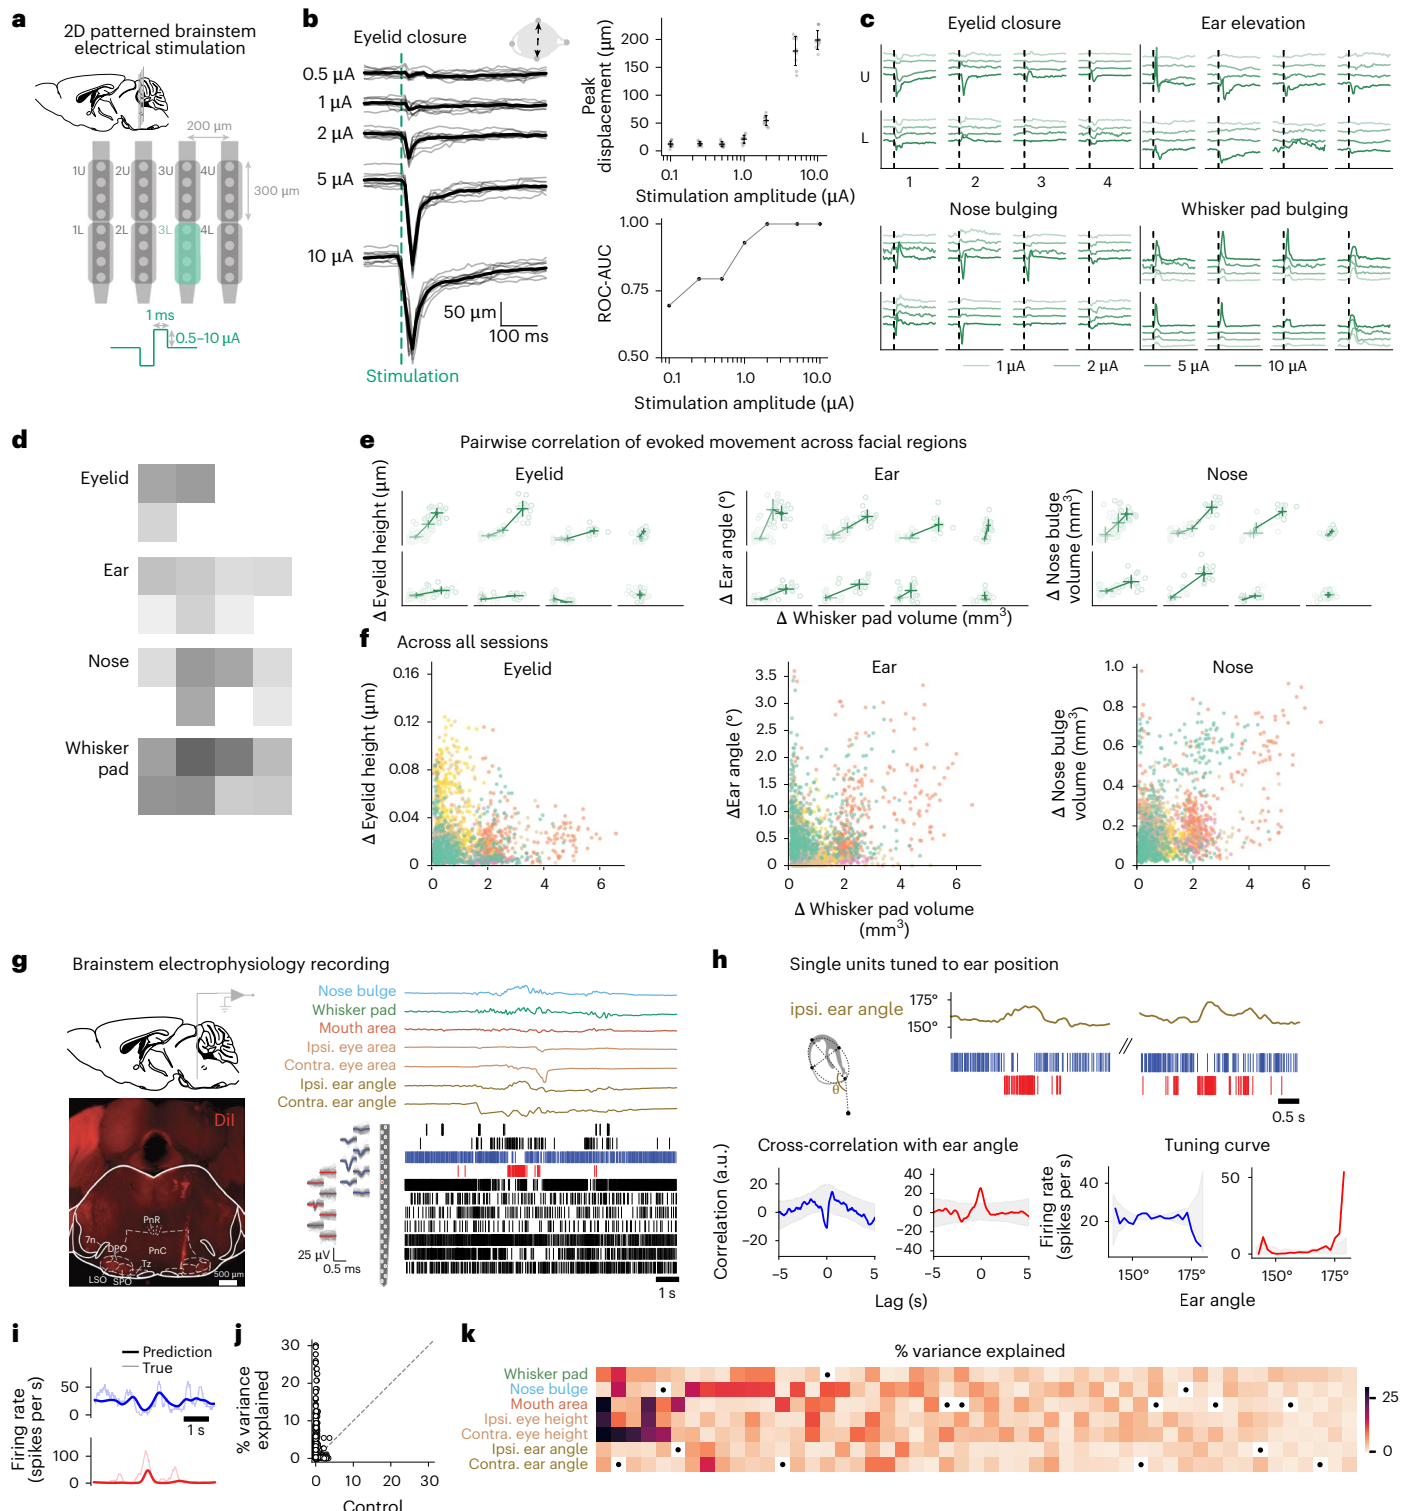 a
2D patterned brainstem
electrical stimulation
200 µm
1U 2U 3U 4U
300 µm
1L 2L 3L 4L
1 ms
0.5–10 µA
b
Eyelid closure
0.5 µA
1 µA
2 µA
5 µA
10 µA
50 µm
100 ms
Stimulation
Peak
displacement (µm)
200
150
100
50
0
0.1 1.0 10.0
Stimulation amplitude (µA)
ROC-AUC
1.00
0.75
0.50
0.1 1.0 10.0
Stimulation amplitude (µA)
c
Eyelid closure Ear elevation
U
L
1 2 3 4
Nose bulging Whisker pad bulging
1 µA 2 µA 5 µA 10 µA
d
Eyelid
Ear
Nose
Whisker
pad
e
Pairwise correlation of evoked movement across facial regions
Eyelid Ear Nose
Δ Eyelid height (µm)
Δ Ear angle (°)
Δ Nose bulge
volume (mm³)
Δ Whisker pad volume (mm³)
f
Across all sessions
Eyelid Ear Nose
Δ Eyelid height (µm)
0.16
0.12
0.08
0.04
0
0 2 4 6
ΔEar angle (°)
3.5
3.0
2.5
2.0
1.5
1.0
0.5
0
0 2 4 6
Δ Nose bulge
volume (mm³)
1.0
0.8
0.6
0.4
0.2
0
0 2 4 6
Δ Whisker pad volume
(mm³)
g
Brainstem electrophysiology recording
Nose bulge
Whisker pad
Mouth area
Ipsi. eye area
Contra. eye area
Ipsi. ear angle
Contra. ear angle
DiI
PnR
7n
DPO
PnC
Tz
LSO SPO
500 µm
25 µV
0.5 ms
1 s
h
Single units tuned to ear position
ipsi. ear angle
175°
150°
θ
0.5 s
Cross-correlation with ear angle
Correlation (a.u.)
20
0
−20
−5 0 5
40
20
0
−20
−40
−5 0 5
Lag (s)
Tuning curve
Firing rate
(spikes per s)
40
20
150° 175°
50
0
150° 175°
Ear angle
i
Prediction
True
Firing rate
(spikes per s)
50
0
1 s
100
0
j
% variance
explained
30
20
10
0
0 10 20 30
Control
k
% variance explained
Whisker pad
Nose bulge
Mouth area
Ipsi. eye height
Contra. eye height
Ipsi. ear angle
Contra. ear angle
25
0